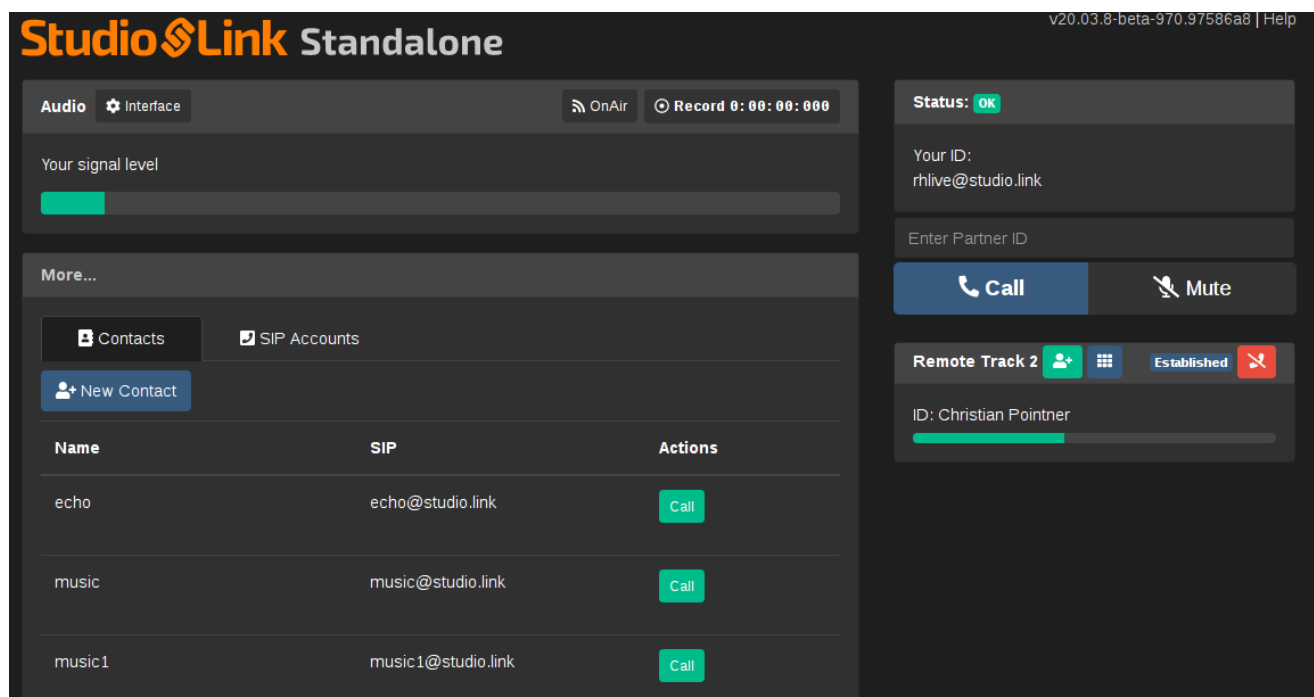 v20.03.8-beta-970.97586a8 | Help
Studio Link Standalone
Audio Interface OnAir Record 0:00:00:000
Your signal level
More...
Contacts SIP Accounts
New Contact
Name SIP Actions
echo echo@studio.link Call
music music@studio.link Call
music1 music1@studio.link Call
Status: OK
Your ID:
rhlive@studio.link
Enter Partner ID
Call Mute
Remote Track 2 Established
ID: Christian Pointner